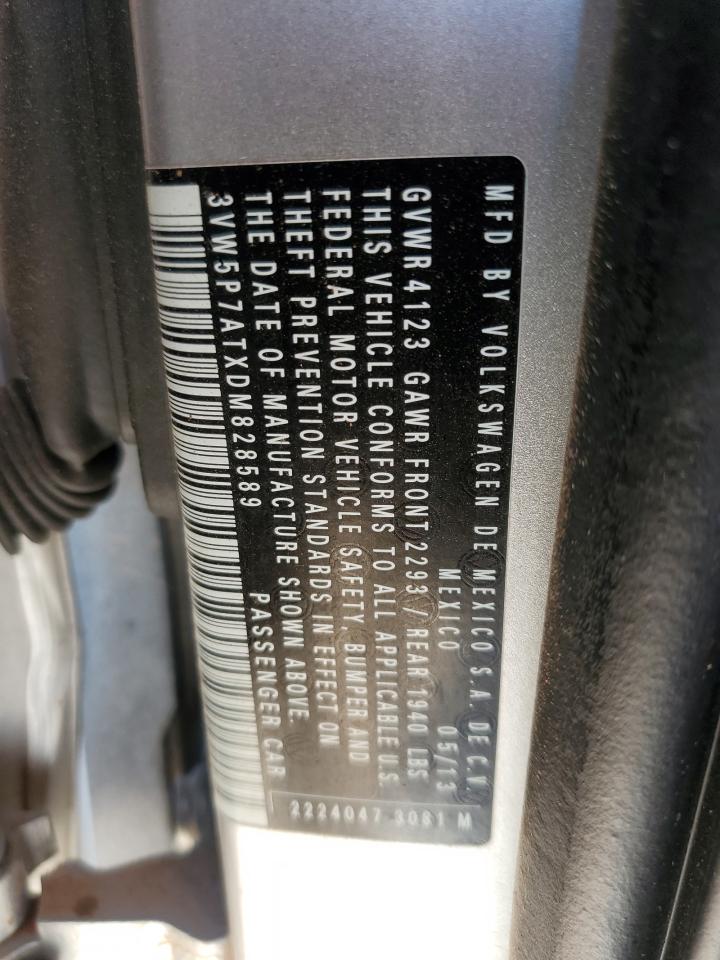 MFD BY VOLKSWAGEN DE MEXICO S.A. DE C.V.
MEXICO 05/13
GVWR 4123 GAWR FRONT 2293 / REAR 1940 LBS
THIS VEHICLE CONFORMS TO ALL APPLICABLE U.S.
FEDERAL MOTOR VEHICLE SAFETY, BUMPER AND
THEFT PREVENTION STANDARDS IN EFFECT ON
THE DATE OF MANUFACTURE SHOWN ABOVE.
3VW5P7ATXDM828589 PASSENGER CAR
2224047 3081 M